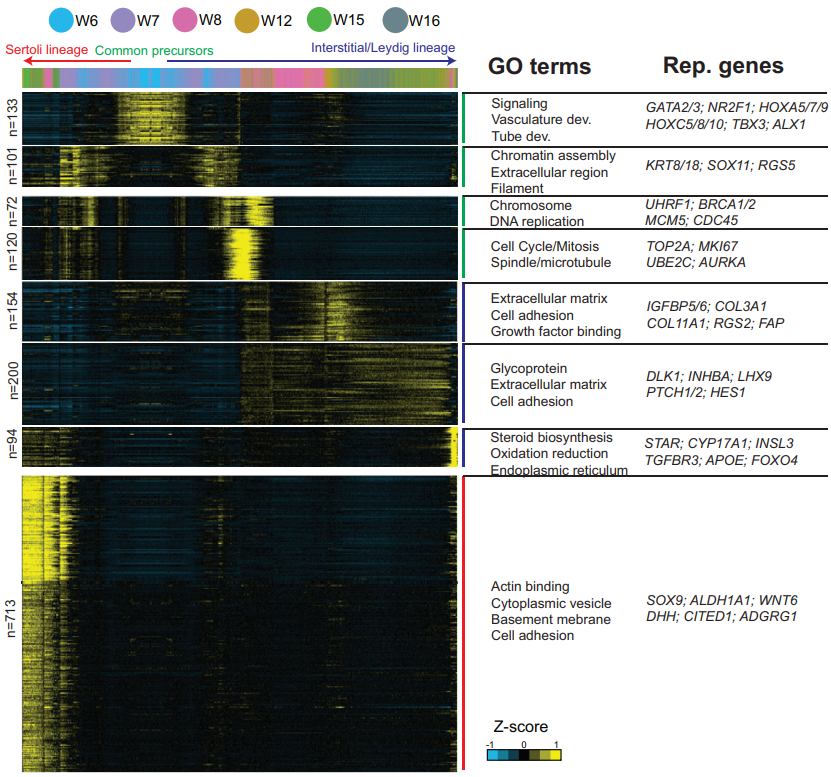 W6 W7 W8 W12 W15 W16
Sertoli lineage Common precursors Interstitial/Leydig lineage
GO terms Rep. genes
n=133
Signaling
Vasculature dev.
Tube dev.
GATA2/3; NR2F1; HOXA5/7/9
HOXC5/8/10; TBX3; ALX1
n=101
Chromatin assembly
Extracellular region
Filament
KRT8/18; SOX11; RGS5
n=72
Chromosome
DNA replication
UHRF1; BRCA1/2
MCM5; CDC45
n=120
Cell Cycle/Mitosis
Spindle/microtubule
TOP2A; MKI67
UBE2C; AURKA
n=154
Extracellular matrix
Cell adhesion
Growth factor binding
IGFBP5/6; COL3A1
COL11A1; RGS2; FAP
n=200
Glycoprotein
Extracellular matrix
Cell adhesion
DLK1; INHBA; LHX9
PTCH1/2; HES1
n=94
Steroid biosynthesis
Oxidation reduction
Endoplasmic reticulum
STAR; CYP17A1; INSL3
TGFBR3; APOE; FOXO4
n=713
Actin binding
Cytoplasmic vesicle
Basement mebrane
Cell adhesion
SOX9; ALDH1A1; WNT6
DHH; CITED1; ADGRG1
Z-score
-1 0 1